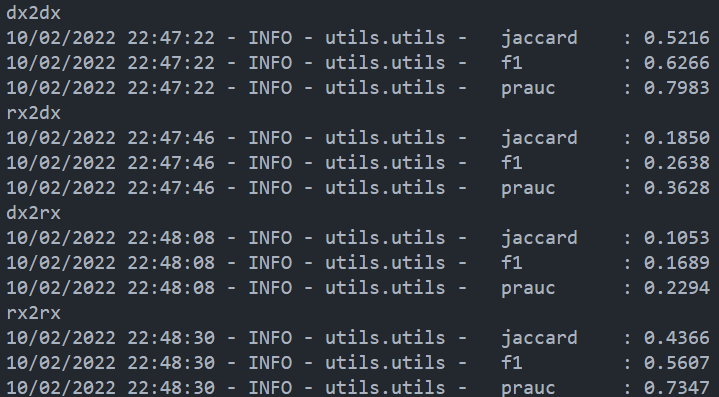 dx2dx
10/02/2022 22:47:22 - INFO - utils.utils -   jaccard    : 0.5216
10/02/2022 22:47:22 - INFO - utils.utils -   f1         : 0.6266
10/02/2022 22:47:22 - INFO - utils.utils -   prauc      : 0.7983
rx2dx
10/02/2022 22:47:46 - INFO - utils.utils -   jaccard    : 0.1850
10/02/2022 22:47:46 - INFO - utils.utils -   f1         : 0.2638
10/02/2022 22:47:46 - INFO - utils.utils -   prauc      : 0.3628
dx2rx
10/02/2022 22:48:08 - INFO - utils.utils -   jaccard    : 0.1053
10/02/2022 22:48:08 - INFO - utils.utils -   f1         : 0.1689
10/02/2022 22:48:08 - INFO - utils.utils -   prauc      : 0.2294
rx2rx
10/02/2022 22:48:30 - INFO - utils.utils -   jaccard    : 0.4366
10/02/2022 22:48:30 - INFO - utils.utils -   f1         : 0.5607
10/02/2022 22:48:30 - INFO - utils.utils -   prauc      : 0.7347